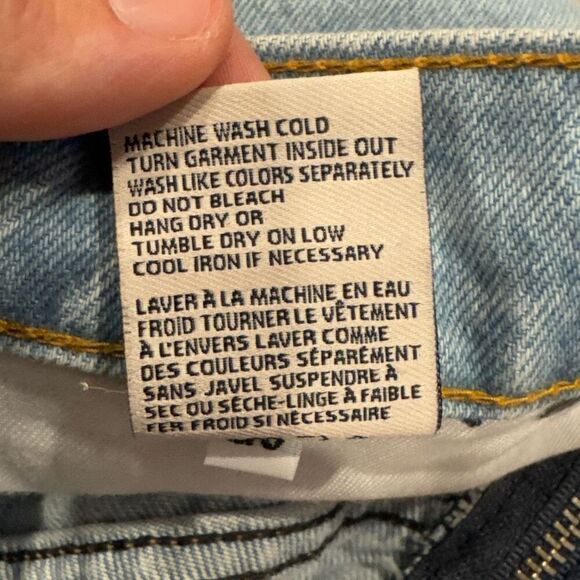 MACHINE WASH COLD
TURN GARMENT INSIDE OUT
WASH LIKE COLORS SEPARATELY
DO NOT BLEACH
HANG DRY OR
TUMBLE DRY ON LOW
COOL IRON IF NECESSARY
LAVER À LA MACHINE EN EAU
FROID TOURNER LE VÊTEMENT
À L'ENVERS LAVER COMME
DES COULEURS SÉPARÉMENT
SANS JAVEL SUSPENDRE À
SEC OU SÈCHE-LINGE À FAIBLE
FER FROID SI NÉCESSAIRE